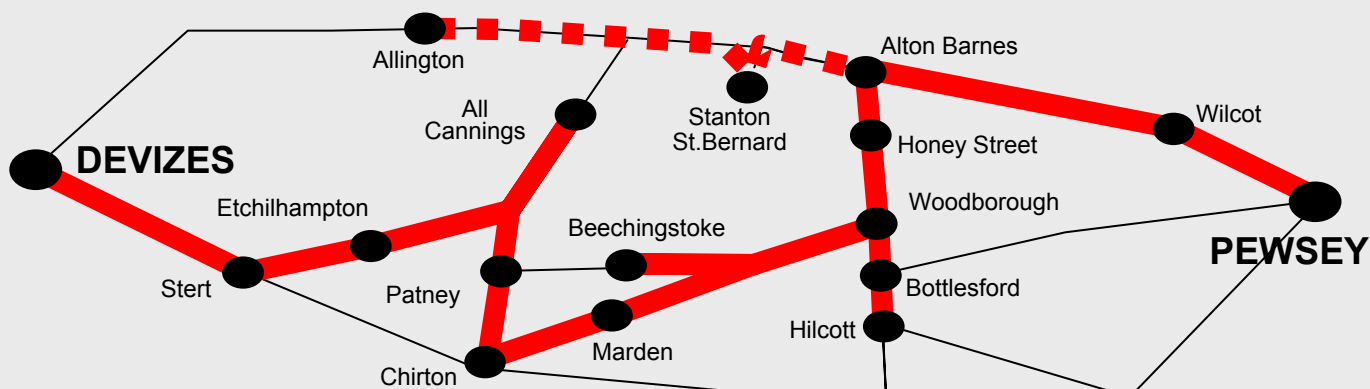 Allington
Alton Barnes
All
Cannings
Stanton
St.Bernard
Wilcot
Honey Street
DEVIZES
Etchilhampton
Woodborough
Beechingstoke
PEWSEY
Stert
Patney
Bottlesford
Hilcott
Marden
Chirton